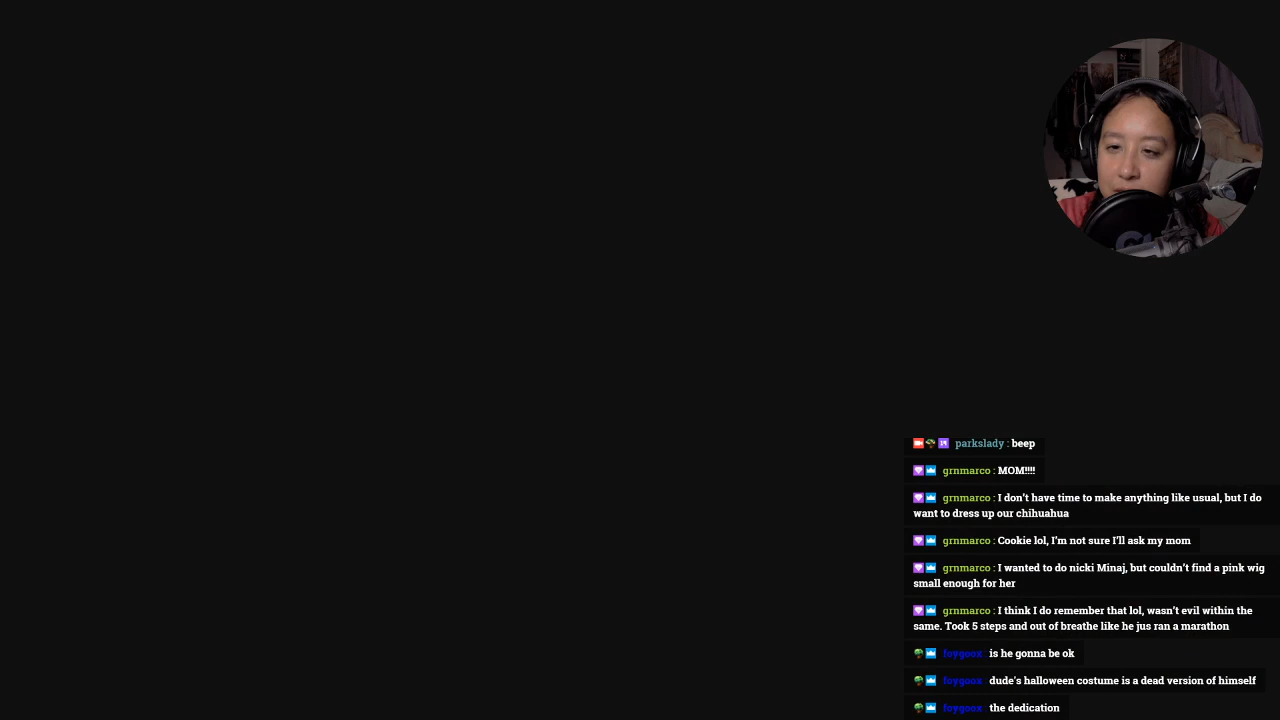 parkslady : beep
grnmarco : MOM!!!!
grnmarco : I don't have time to make anything like usual, but I do
want to dress up our chihuahua
grnmarco : Cookie lol, I'm not sure I'll ask my mom
grnmarco : I wanted to do nicki Minaj, but couldn't find a pink wig
small enough for her
grnmarco : I think I do remember that lol, wasn't evil within the
same. Took 5 steps and out of breathe like he jus ran a marathon
foygoox : is he gonna be ok
foygoox : dude's halloween costume is a dead version of himself
foygoox : the dedication